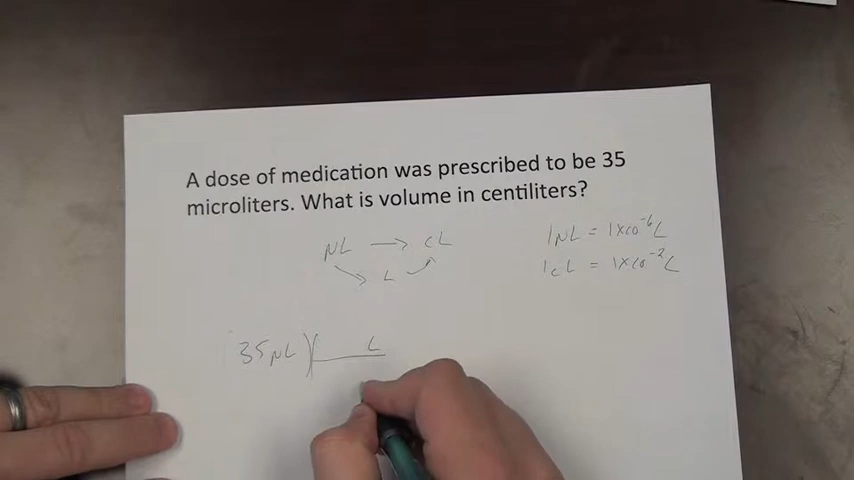 A dose of medication was prescribed to be 35
microliters. What is volume in centiliters?
μL → cL
L
1μL = 1x10⁻⁶L
1cL = 1x10⁻²L
35μL L